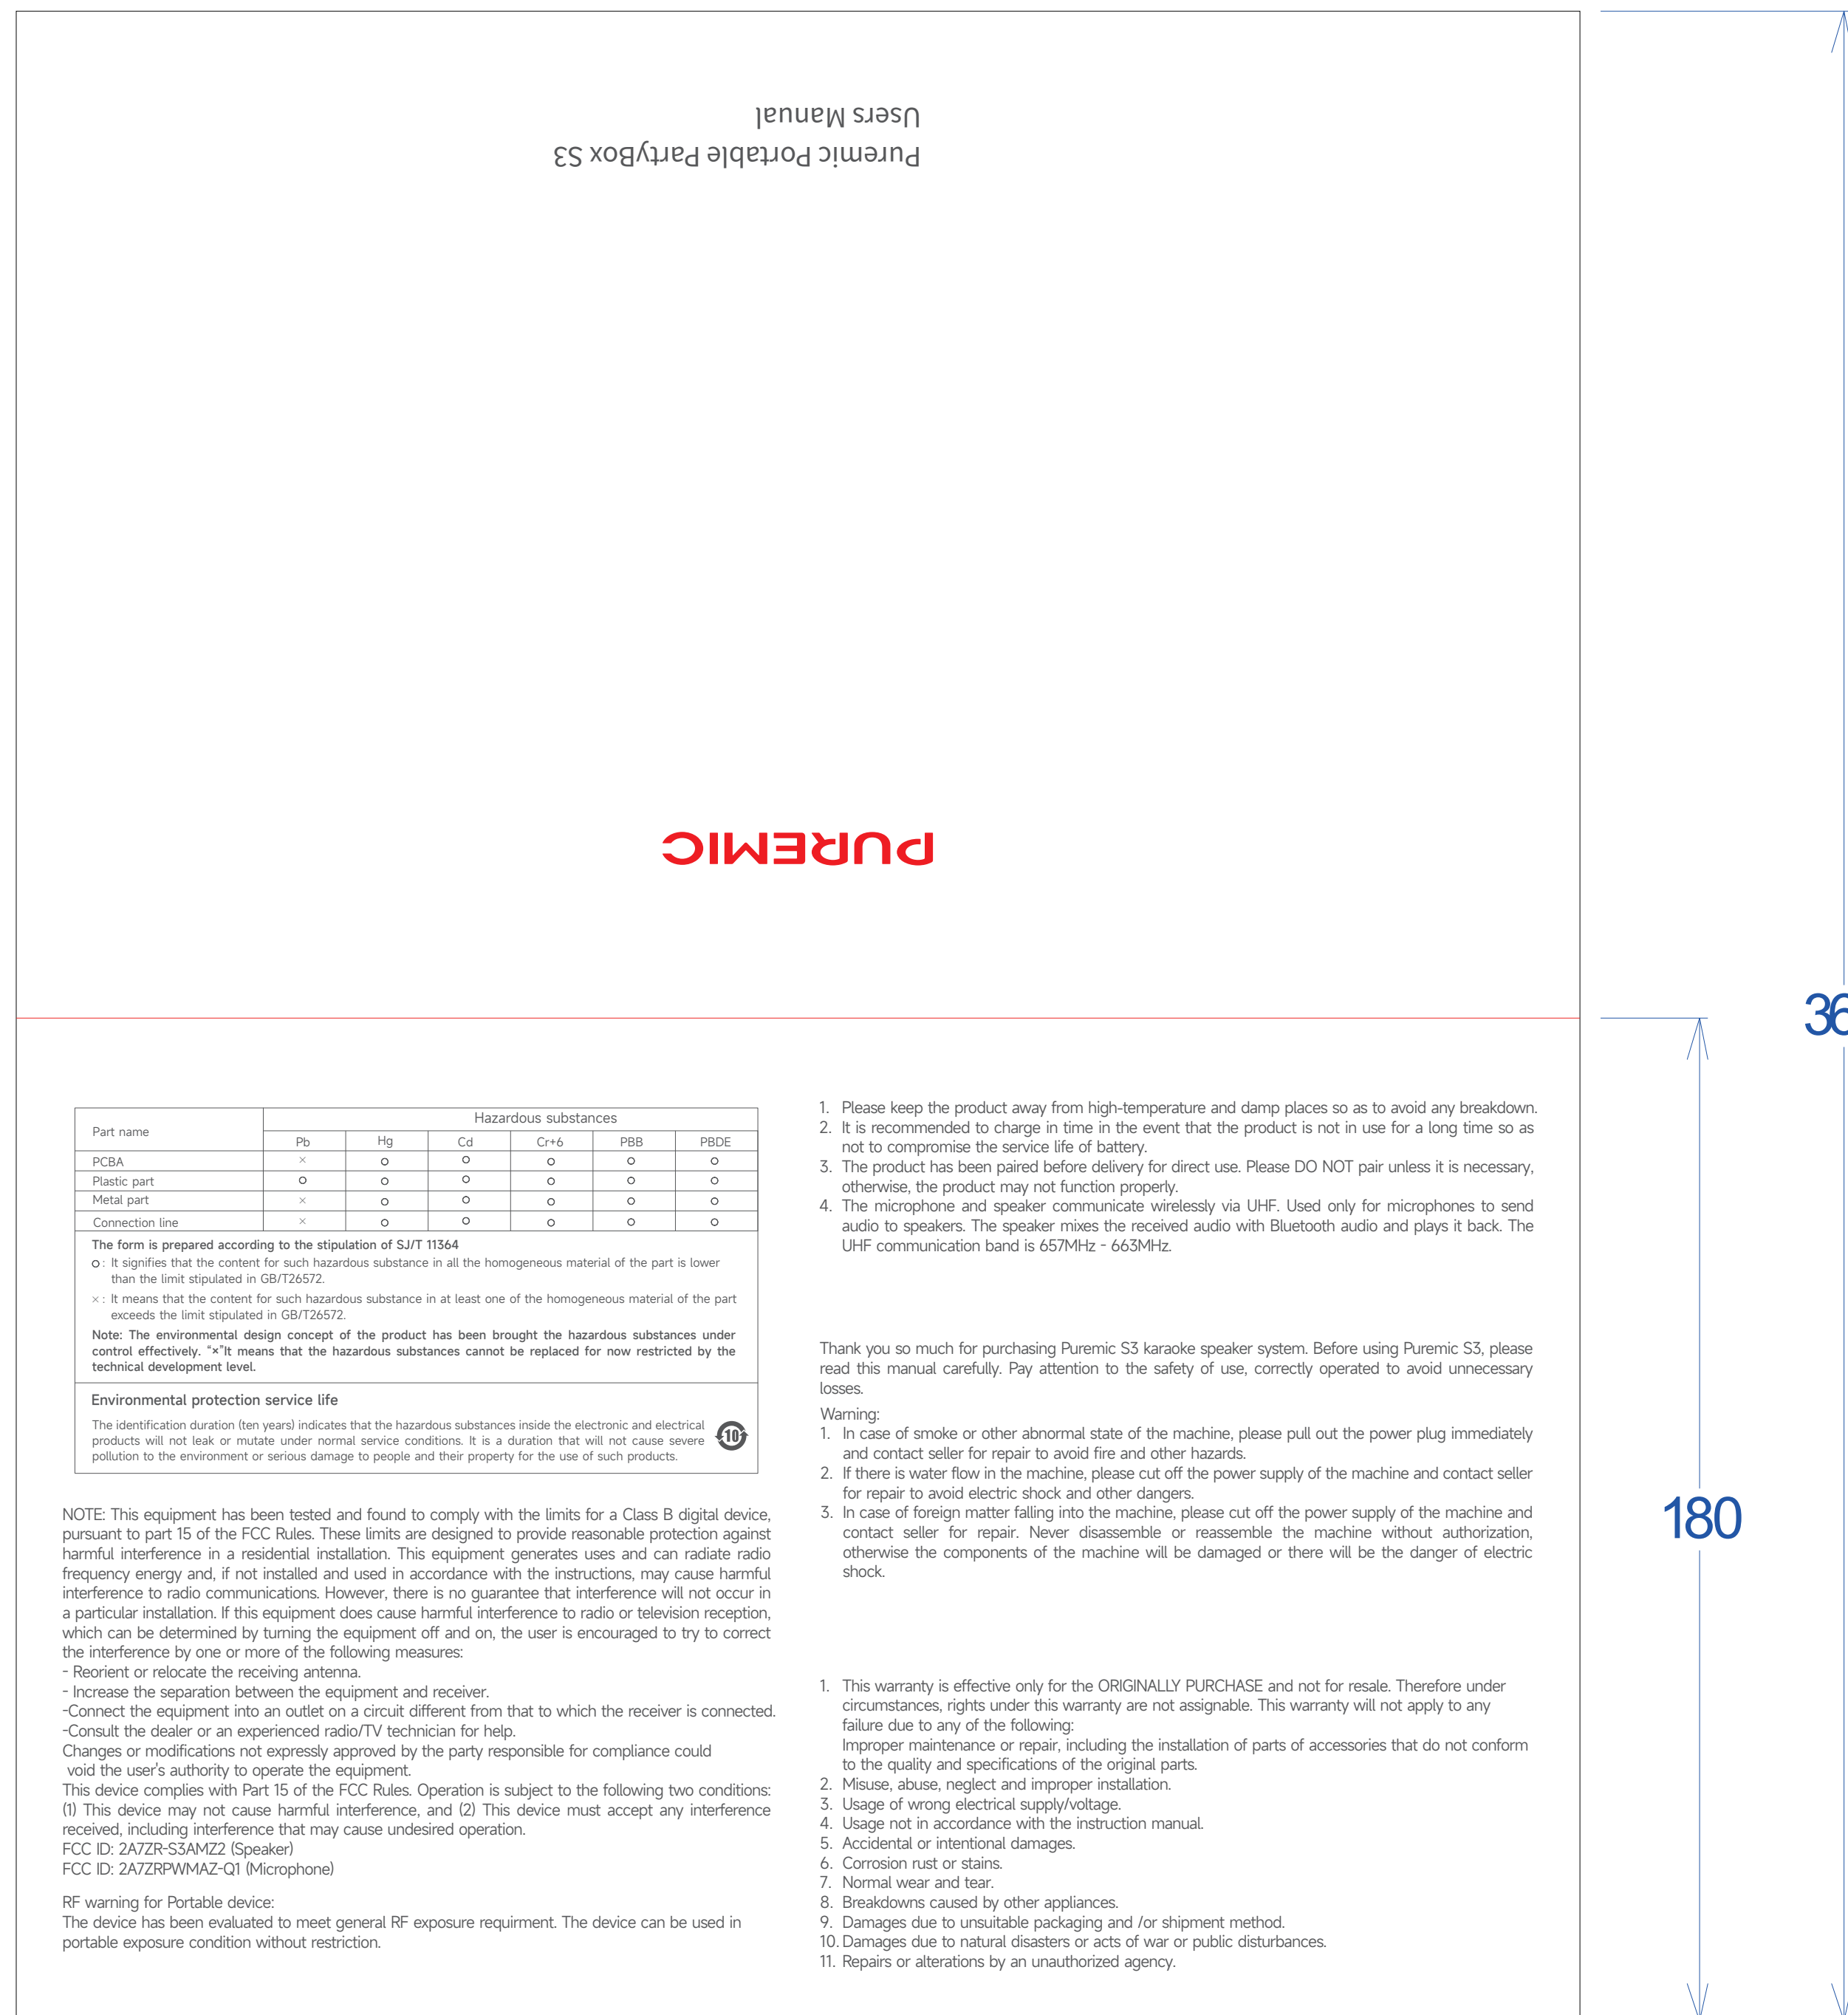 Puremic Portable PartyBox S3
Users Manual
PUREMIC
Part name Hazardous substances
Pb Hg Cd Cr+6 PBB PBDE
PCBA × o o o o o
Plastic part o o o o o o
Metal part × o o o o o
Connection line × o o o o o
The form is prepared according to the stipulation of SJ/T 11364
o : It signifies that the content for such hazardous substance in all the homogeneous material of the part is lower
than the limit stipulated in GB/T26572.
× : It means that the content for such hazardous substance in at least one of the homogeneous material of the part
exceeds the limit stipulated in GB/T26572.
Note: The environmental design concept of the product has been brought the hazardous substances under
control effectively. “×”It means that the hazardous substances cannot be replaced for now restricted by the
technical development level.
Environmental protection service life
The identification duration (ten years) indicates that the hazardous substances inside the electronic and electrical
products will not leak or mutate under normal service conditions. It is a duration that will not cause severe
pollution to the environment or serious damage to people and their property for the use of such products.
10
NOTE: This equipment has been tested and found to comply with the limits for a Class B digital device,
pursuant to part 15 of the FCC Rules. These limits are designed to provide reasonable protection against
harmful interference in a residential installation. This equipment generates uses and can radiate radio
frequency energy and, if not installed and used in accordance with the instructions, may cause harmful
interference to radio communications. However, there is no guarantee that interference will not occur in
a particular installation. If this equipment does cause harmful interference to radio or television reception,
which can be determined by turning the equipment off and on, the user is encouraged to try to correct
the interference by one or more of the following measures:
- Reorient or relocate the receiving antenna.
- Increase the separation between the equipment and receiver.
-Connect the equipment into an outlet on a circuit different from that to which the receiver is connected.
-Consult the dealer or an experienced radio/TV technician for help.
Changes or modifications not expressly approved by the party responsible for compliance could
void the user's authority to operate the equipment.
This device complies with Part 15 of the FCC Rules. Operation is subject to the following two conditions:
(1) This device may not cause harmful interference, and (2) This device must accept any interference
received, including interference that may cause undesired operation.
FCC ID: 2A7ZR-S3AMZ2 (Speaker)
FCC ID: 2A7ZRPWMAZ-Q1 (Microphone)
RF warning for Portable device:
The device has been evaluated to meet general RF exposure requirment. The device can be used in
portable exposure condition without restriction.
1. Please keep the product away from high-temperature and damp places so as to avoid any breakdown.
2. It is recommended to charge in time in the event that the product is not in use for a long time so as
not to compromise the service life of battery.
3. The product has been paired before delivery for direct use. Please DO NOT pair unless it is necessary,
otherwise, the product may not function properly.
4. The microphone and speaker communicate wirelessly via UHF. Used only for microphones to send
audio to speakers. The speaker mixes the received audio with Bluetooth audio and plays it back. The
UHF communication band is 657MHz - 663MHz.
Thank you so much for purchasing Puremic S3 karaoke speaker system. Before using Puremic S3, please
read this manual carefully. Pay attention to the safety of use, correctly operated to avoid unnecessary
losses.
Warning:
1. In case of smoke or other abnormal state of the machine, please pull out the power plug immediately
and contact seller for repair to avoid fire and other hazards.
2. If there is water flow in the machine, please cut off the power supply of the machine and contact seller
for repair to avoid electric shock and other dangers.
3. In case of foreign matter falling into the machine, please cut off the power supply of the machine and
contact seller for repair. Never disassemble or reassemble the machine without authorization,
otherwise the components of the machine will be damaged or there will be the danger of electric
shock.
1. This warranty is effective only for the ORIGINALLY PURCHASE and not for resale. Therefore under
circumstances, rights under this warranty are not assignable. This warranty will not apply to any
failure due to any of the following:
Improper maintenance or repair, including the installation of parts of accessories that do not conform
to the quality and specifications of the original parts.
2. Misuse, abuse, neglect and improper installation.
3. Usage of wrong electrical supply/voltage.
4. Usage not in accordance with the instruction manual.
5. Accidental or intentional damages.
6. Corrosion rust or stains.
7. Normal wear and tear.
8. Breakdowns caused by other appliances.
9. Damages due to unsuitable packaging and /or shipment method.
10. Damages due to natural disasters or acts of war or public disturbances.
11. Repairs or alterations by an unauthorized agency.
180